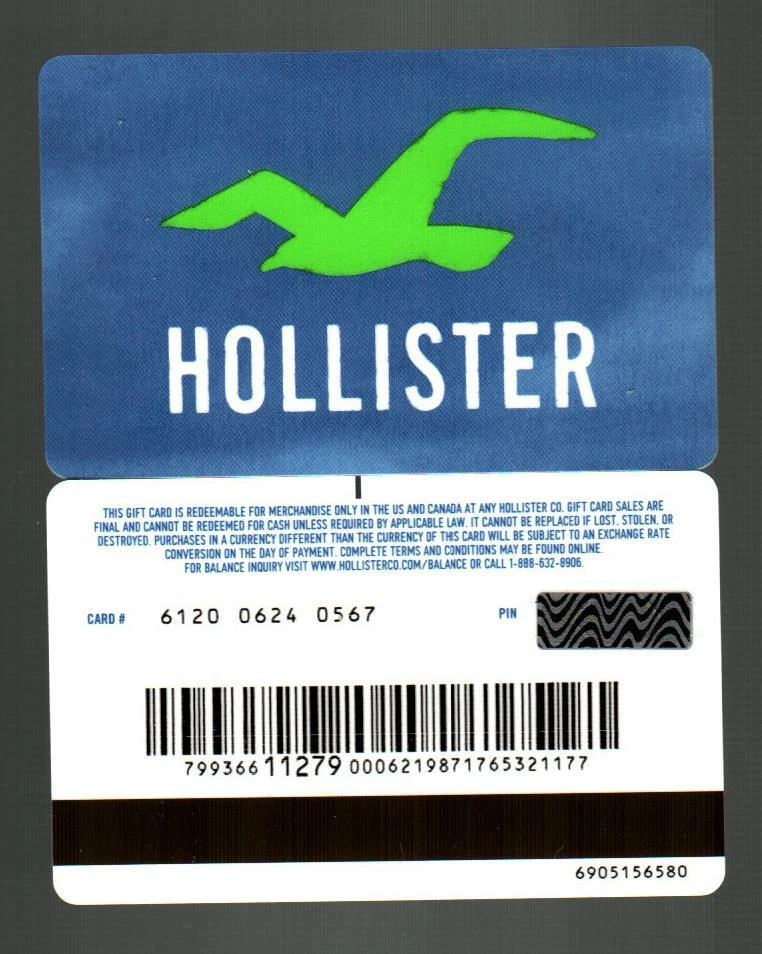 HOLLISTER
THIS GIFT CARD IS REDEEMABLE FOR MERCHANDISE ONLY IN THE US AND CANADA AT ANY HOLLISTER CO. GIFT CARD SALES ARE
FINAL AND CANNOT BE REDEEMED FOR CASH UNLESS REQUIRED BY APPLICABLE LAW. IT CANNOT BE REPLACED IF LOST, STOLEN, OR
DESTROYED. PURCHASES IN A CURRENCY DIFFERENT THAN THE CURRENCY OF THIS CARD WILL BE SUBJECT TO AN EXCHANGE RATE
CONVERSION ON THE DAY OF PAYMENT. COMPLETE TERMS AND CONDITIONS MAY BE FOUND ONLINE.
FOR BALANCE INQUIRY VISIT WWW.HOLLISTERCO.COM/BALANCE OR CALL 1-888-632-8906.
CARD # 6120 0624 0567 PIN
799366 11279 0006219871765321177
6905156580